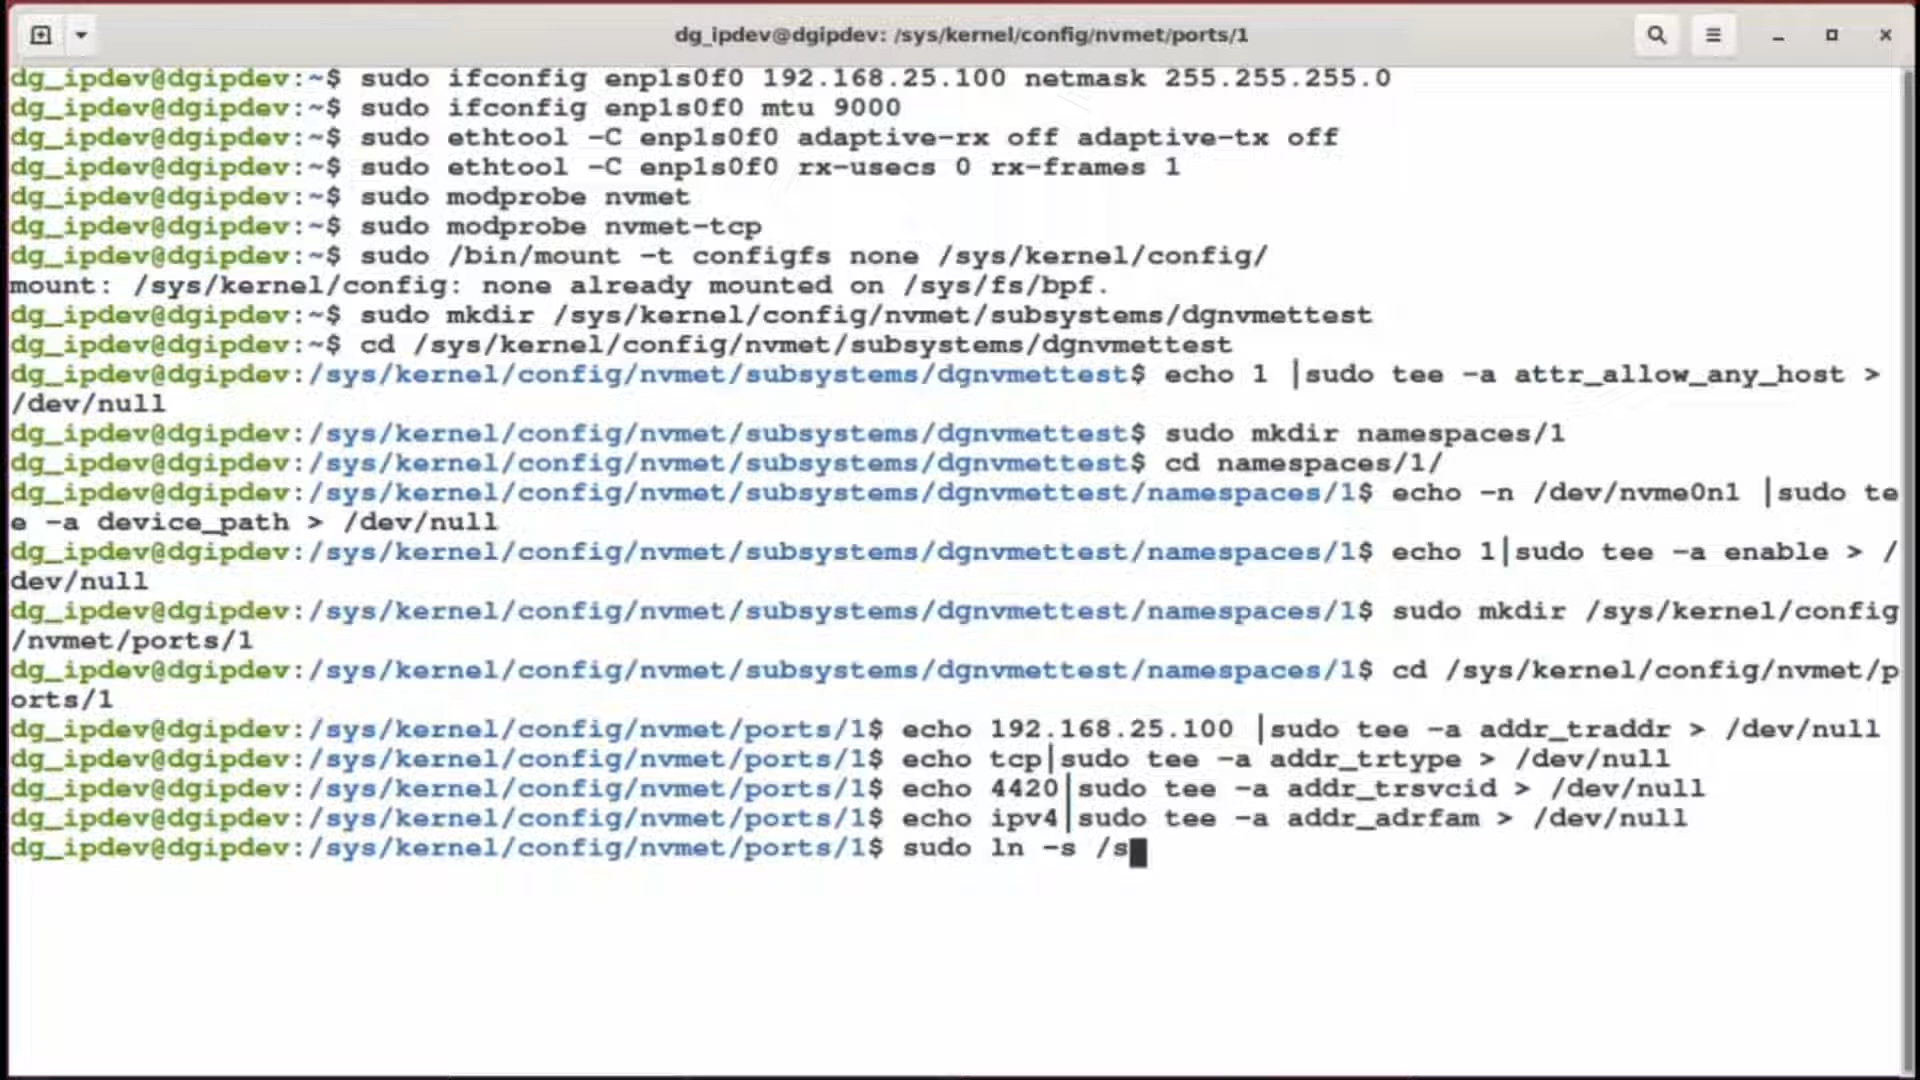 dg_ipdev@dgipdev: /sys/kernel/config/nvmet/ports/1
dg_ipdev@dgipdev:~$ sudo ifconfig enp1s0f0 192.168.25.100 netmask 255.255.255.0
dg_ipdev@dgipdev:~$ sudo ifconfig enp1s0f0 mtu 9000
dg_ipdev@dgipdev:~$ sudo ethtool -C enp1s0f0 adaptive-rx off adaptive-tx off
dg_ipdev@dgipdev:~$ sudo ethtool -C enp1s0f0 rx-usecs 0 rx-frames 1
dg_ipdev@dgipdev:~$ sudo modprobe nvmet
dg_ipdev@dgipdev:~$ sudo modprobe nvmet-tcp
dg_ipdev@dgipdev:~$ sudo /bin/mount -t configfs none /sys/kernel/config/
mount: /sys/kernel/config: none already mounted on /sys/fs/bpf.
dg_ipdev@dgipdev:~$ sudo mkdir /sys/kernel/config/nvmet/subsystems/dgnvmettest
dg_ipdev@dgipdev:~$ cd /sys/kernel/config/nvmet/subsystems/dgnvmettest
dg_ipdev@dgipdev:/sys/kernel/config/nvmet/subsystems/dgnvmettest$ echo 1 |sudo tee -a attr_allow_any_host >
/dev/null
dg_ipdev@dgipdev:/sys/kernel/config/nvmet/subsystems/dgnvmettest$ sudo mkdir namespaces/1
dg_ipdev@dgipdev:/sys/kernel/config/nvmet/subsystems/dgnvmettest$ cd namespaces/1/
dg_ipdev@dgipdev:/sys/kernel/config/nvmet/subsystems/dgnvmettest/namespaces/1$ echo -n /dev/nvme0n1 |sudo te
e -a device_path > /dev/null
dg_ipdev@dgipdev:/sys/kernel/config/nvmet/subsystems/dgnvmettest/namespaces/1$ echo 1|sudo tee -a enable > /
dev/null
dg_ipdev@dgipdev:/sys/kernel/config/nvmet/subsystems/dgnvmettest/namespaces/1$ sudo mkdir /sys/kernel/config
/nvmet/ports/1
dg_ipdev@dgipdev:/sys/kernel/config/nvmet/subsystems/dgnvmettest/namespaces/1$ cd /sys/kernel/config/nvmet/p
orts/1
dg_ipdev@dgipdev:/sys/kernel/config/nvmet/ports/1$ echo 192.168.25.100 |sudo tee -a addr_traddr > /dev/null
dg_ipdev@dgipdev:/sys/kernel/config/nvmet/ports/1$ echo tcp|sudo tee -a addr_trtype > /dev/null
dg_ipdev@dgipdev:/sys/kernel/config/nvmet/ports/1$ echo 4420|sudo tee -a addr_trsvcid > /dev/null
dg_ipdev@dgipdev:/sys/kernel/config/nvmet/ports/1$ echo ipv4|sudo tee -a addr_adrfam > /dev/null
dg_ipdev@dgipdev:/sys/kernel/config/nvmet/ports/1$ sudo ln -s /s